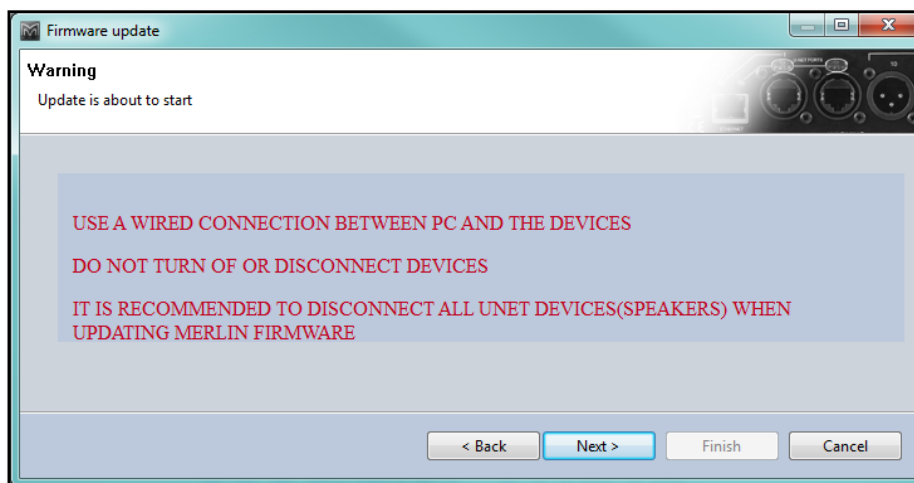 Firmware update
Warning
Update is about to start
USE A WIRED CONNECTION BETWEEN PC AND THE DEVICES
DO NOT TURN OF OR DISCONNECT DEVICES
IT IS RECOMMENDED TO DISCONNECT ALL UNET DEVICES(SPEAKERS) WHEN
UPDATING MERLIN FIRMWARE
< Back
Next >
Finish
Cancel